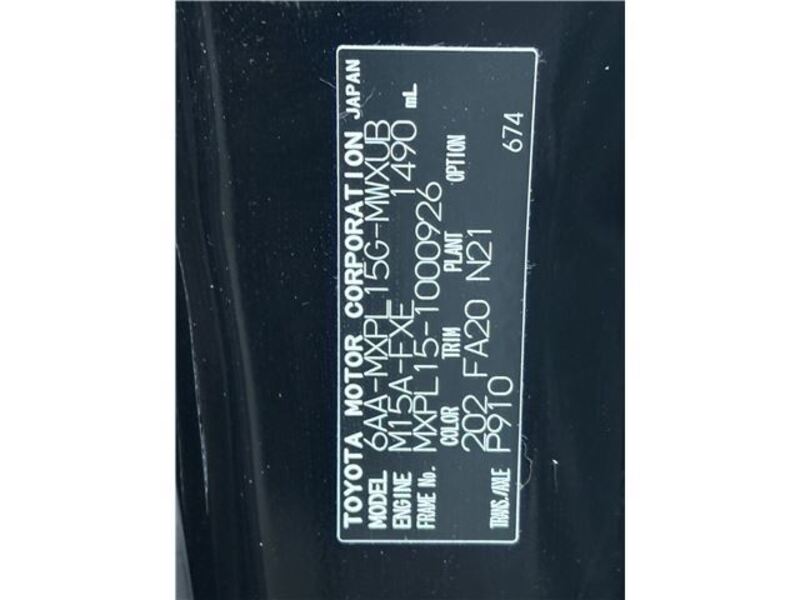 TOYOTA MOTOR CORPORATION JAPAN
MODEL 6AA-MXPL15G-MWXUB
ENGINE M15A-FXE 1490 mL
FRAME No. MXPL15-1000926
COLOR TRIM PLANT OPTION
202 FA20 N21
TRANS./AXLE P910 674